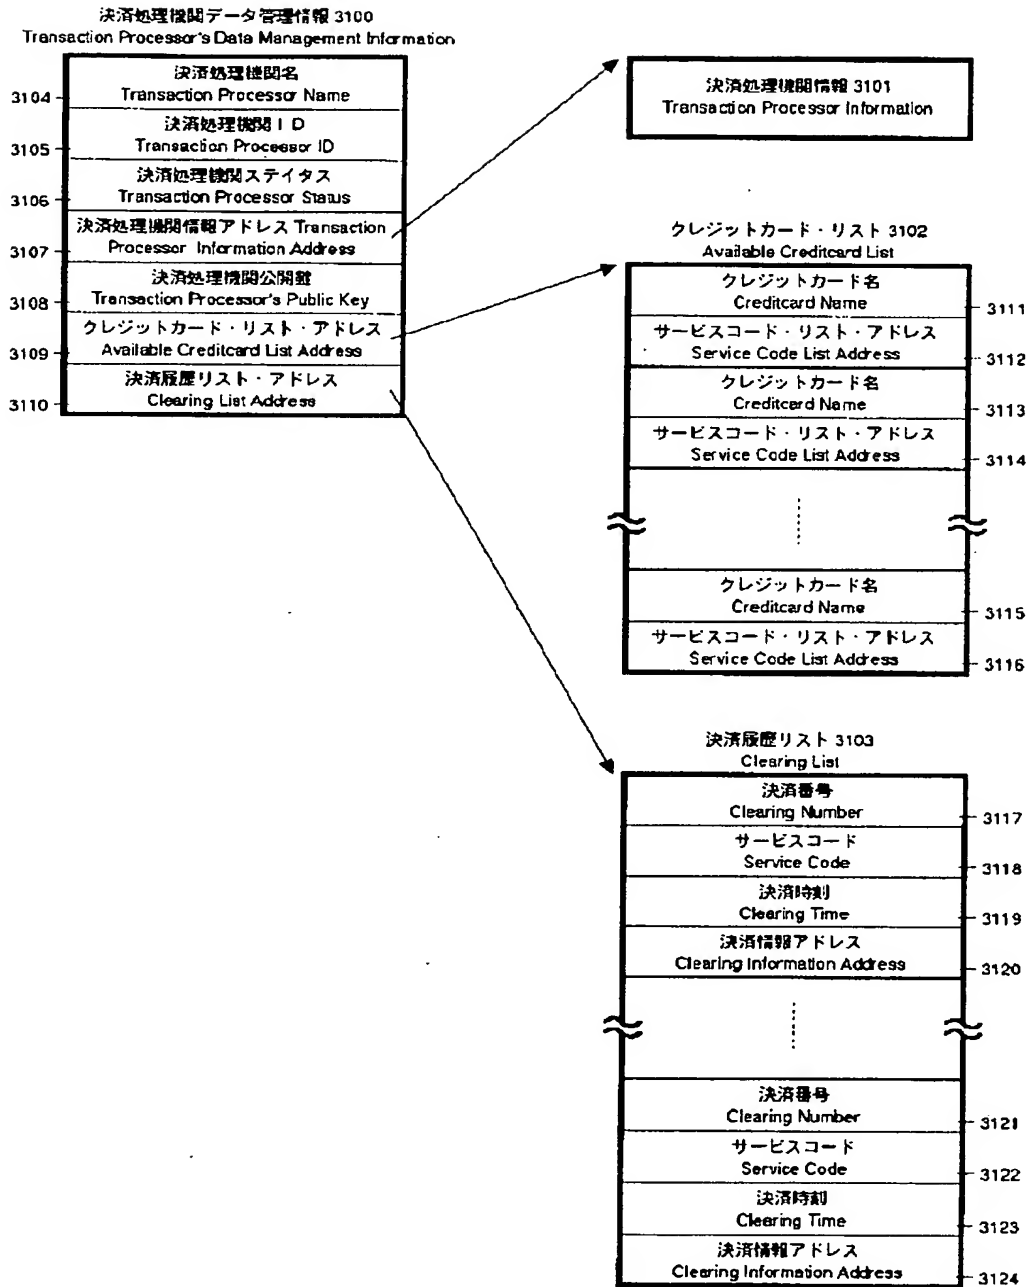 決済処理機関データ管理情報 3100
Transaction Processor's Data Management Information
決済処理機関名
Transaction Processor Name
3104
決済処理機関ID
Transaction Processor ID
3105
決済処理機関ステイタス
Transaction Processor Status
3106
決済処理機関情報アドレス Transaction
Processor Information Address
3107
決済処理機関公開鍵
Transaction Processor's Public Key
3108
クレジットカード・リスト・アドレス
Available Creditcard List Address
3109
決済履歴リスト・アドレス
Clearing List Address
3110
決済処理機関情報 3101
Transaction Processor Information
クレジットカード・リスト 3102
Available Creditcard List
クレジットカード名
Creditcard Name
3111
サービスコード・リスト・アドレス
Service Code List Address
3112
クレジットカード名
Creditcard Name
3113
サービスコード・リスト・アドレス
Service Code List Address
3114
クレジットカード名
Creditcard Name
3115
サービスコード・リスト・アドレス
Service Code List Address
3116
決済履歴リスト 3103
Clearing List
決済番号
Clearing Number
3117
サービスコード
Service Code
3118
決済時刻
Clearing Time
3119
決済情報アドレス
Clearing Information Address
3120
決済番号
Clearing Number
3121
サービスコード
Service Code
3122
決済時刻
Clearing Time
3123
決済情報アドレス
Clearing Information Address
3124